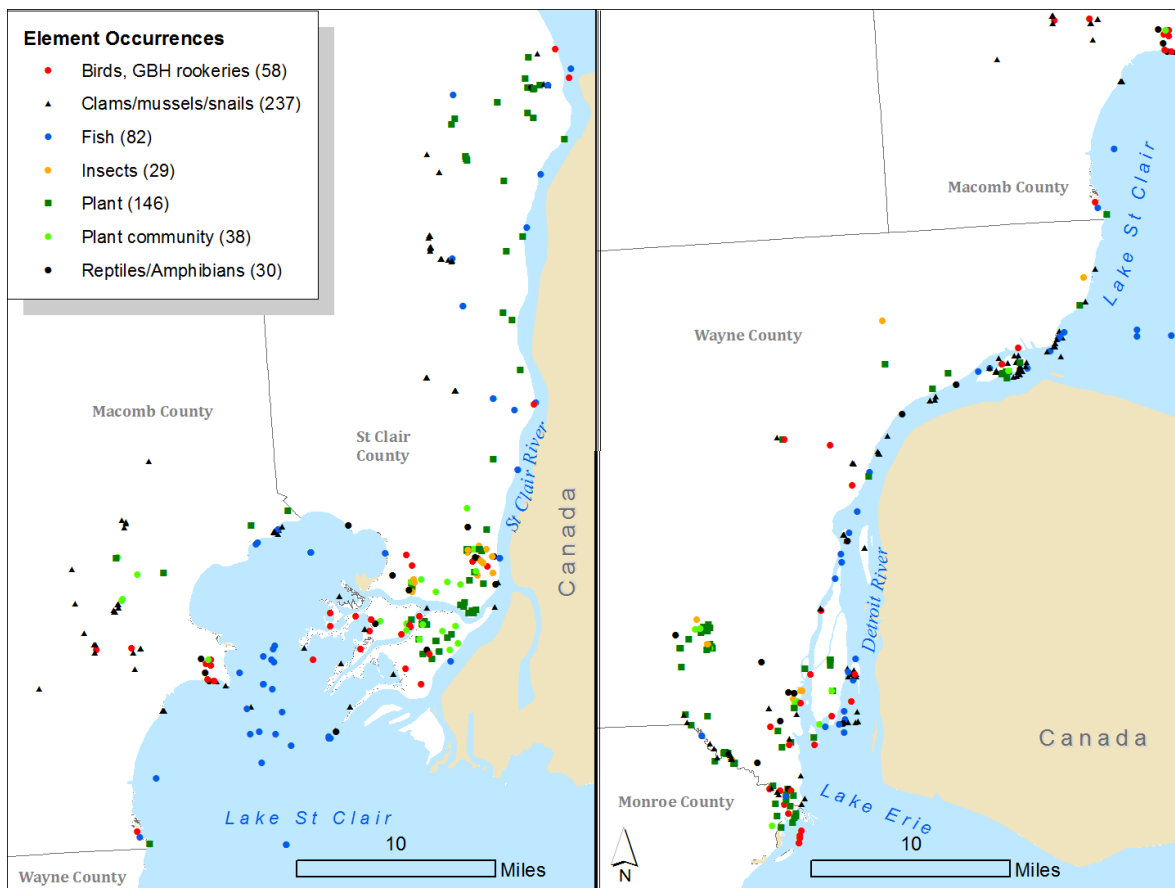 Element Occurrences
Birds, GBH rookeries (58)
Clams/mussels/snails (237)
Fish (82)
Insects (29)
Plant (146)
Plant community (38)
Reptiles/Amphibians (30)
Macomb County
St Clair
County
St Clair River
Canada
Lake St Clair
Wayne County
10
Miles
Macomb County
Lake St Clair
Wayne County
Detroit River
Canada
Monroe County
Lake Erie
N
10
Miles